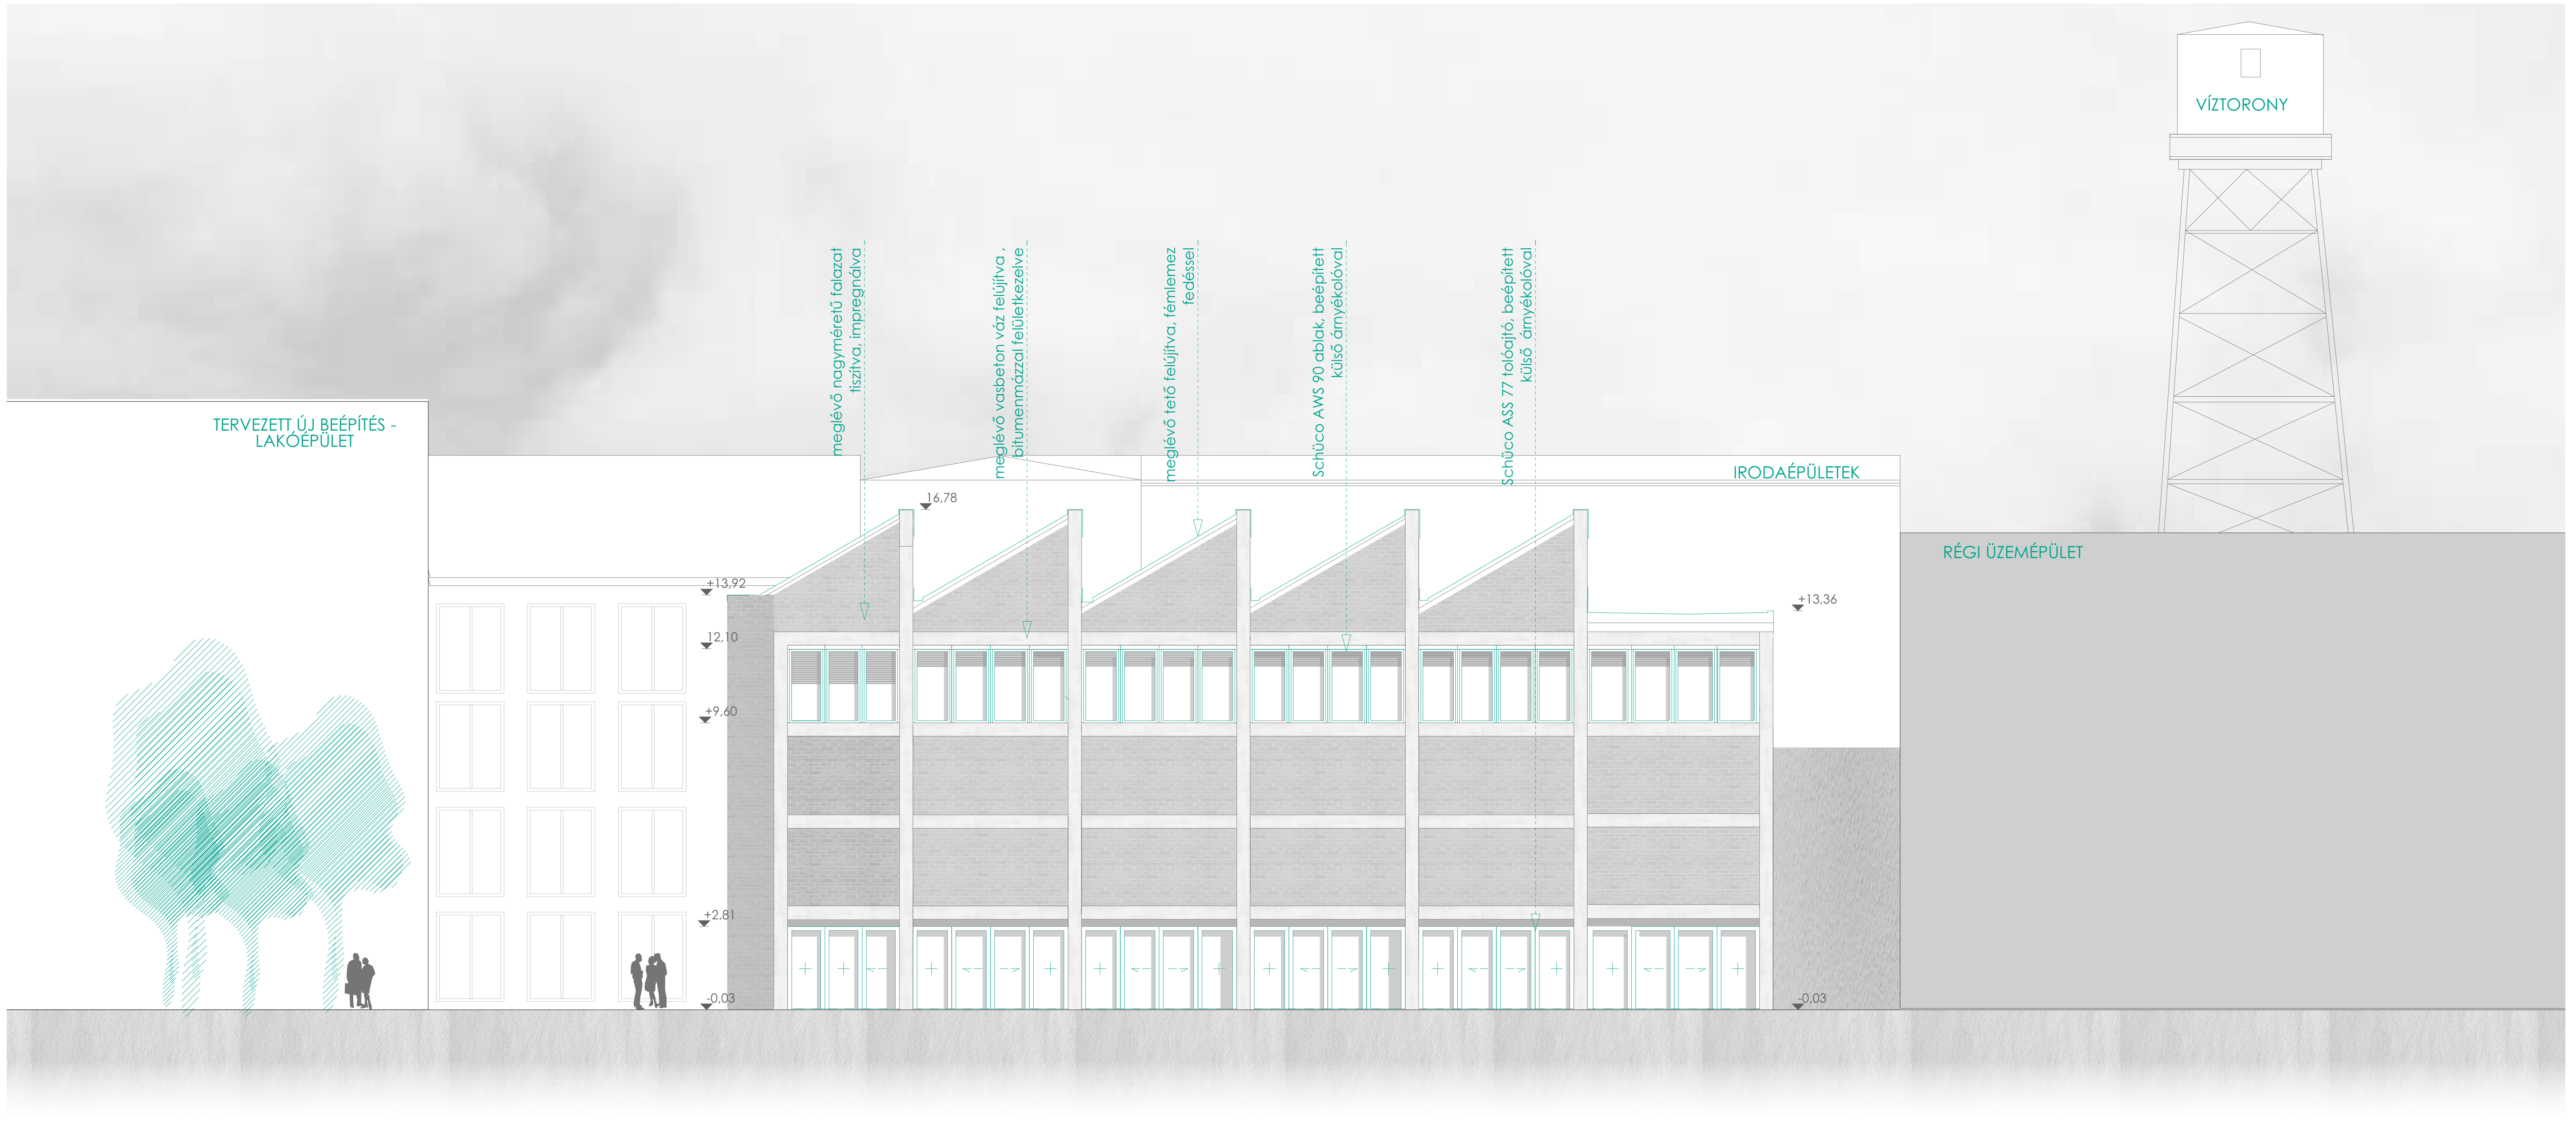 VÍZTORONY
meglévő nagyméretű falazat
tiszítva, impregnálva
meglévő vasbeton váz felújítva ,
bitumenmázzal felületkezelve
meglévő tető felújítva, fémlemez
fedéssel
Schüco AWS 90 ablak, beépített
külső árnyékolóval
Schüco ASS 77 tolóajtó, beépített
külső árnyékolóval
TERVEZETT ÚJ BEÉPÍTÉS -
LAKÓÉPÜLET
IRODAÉPÜLETEK
16,78
RÉGI ÜZEMÉPÜLET
+13,92
+13,36
12,10
+9,60
+2,81
-0,03
-0,03